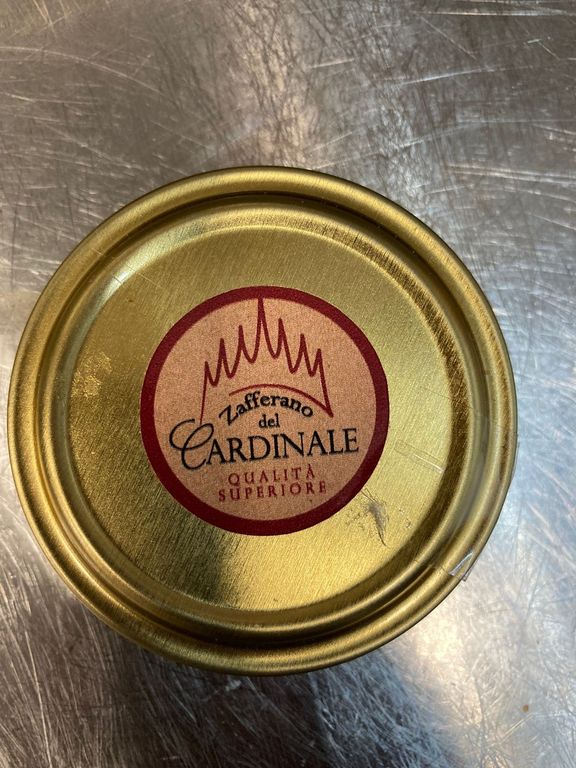 Zafferano
del
CARDINALE
QUALITÀ
SUPERIORE